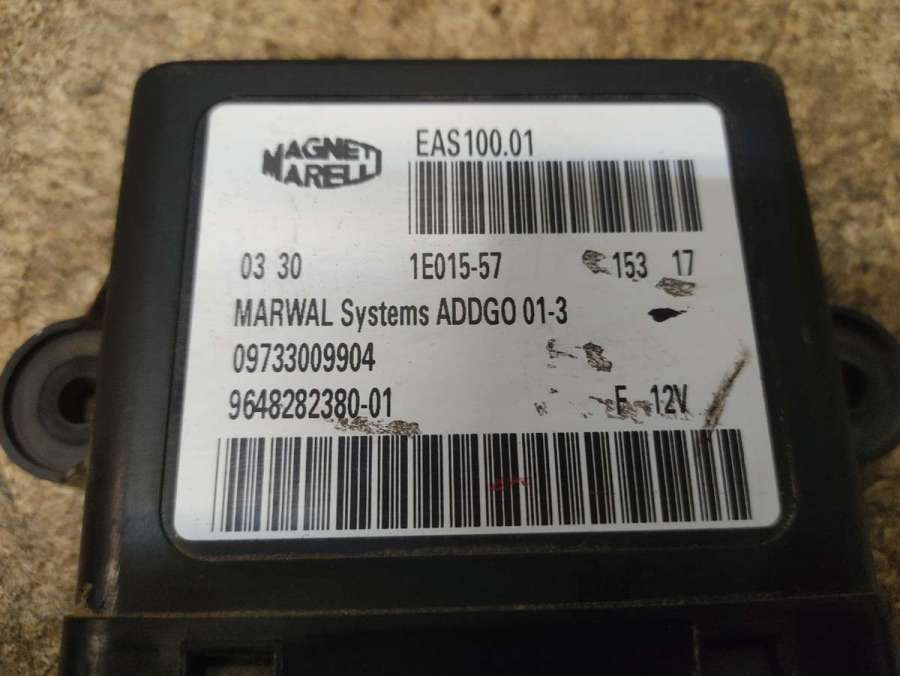 MAGNETI
MARELLI
EAS100.01
03 30 1E015-57 153 17
MARWAL Systems ADDGO 01-3
09733009904
9648282380-01 12V